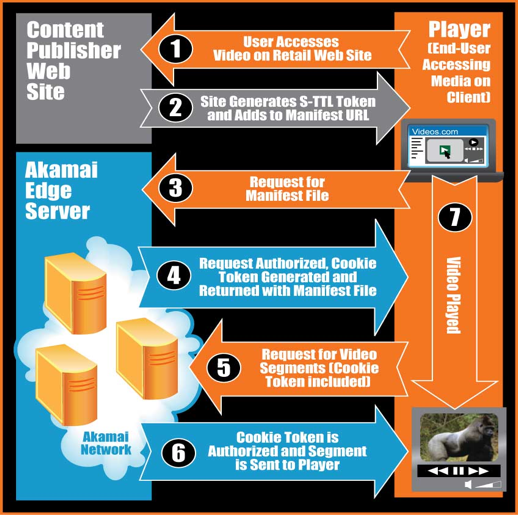 Content
Publisher
Web
Site
1
User Accesses
Video on Retail Web Site
Player
(End-User
Accessing
Media on
Client)
2
Site Generates S-TTL Token
and Adds to Manifest URL
Videos.com
Akamai
Edge
Server
3
Request for
Manifest File
4
Request Authorized, Cookie
Token Generated and
Returned with Manifest File
7
Video Played
5
Request for Video
Segments (Cookie
Token included)
Akamai
Network
6
Cookie Token is
Authorized and Segment
is Sent to Player